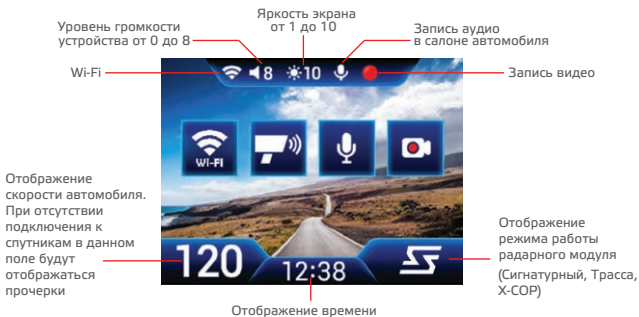 Уровень громкости
устройства от 0 до 8
Яркость экрана
от 1 до 10
Запись аудио
в салоне автомобиля
Wi-Fi
8 10
Запись видео
WI-FI
Отображение
скорости автомобиля.
При отсутствии
подключения к
спутникам в данном
поле будут
отображаться
прочерки
120
12:38
Отображение
режима работы
радарного модуля
(Сигнатурный, Трасса,
X-COP)
Отображение времени